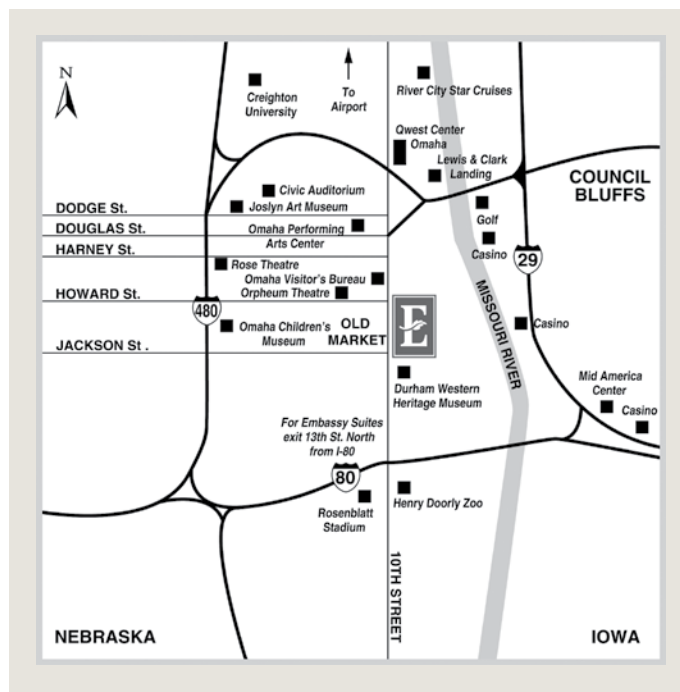 N
Creighton
University
To
Airport
River City Star Cruises
Qwest Center
Omaha
Lewis & Clark
Landing
COUNCIL
BLUFFS
Civic Auditorium
DODGE St.
Joslyn Art Museum
Golf
DOUGLAS St.
Omaha Performing
Arts Center
HARNEY St.
Casino
29
Rose Theatre
Omaha Visitor's Bureau
HOWARD St.
Orpheum Theatre
480
MISSOURI RIVER
E
Omaha Children's
Museum
OLD
MARKET
Casino
JACKSON St .
Durham Western
Heritage Museum
Mid America
Center
Casino
For Embassy Suites
exit 13th St. North
from I-80
80
Rosenblatt
Stadium
Henry Doorly Zoo
10TH STREET
NEBRASKA
IOWA